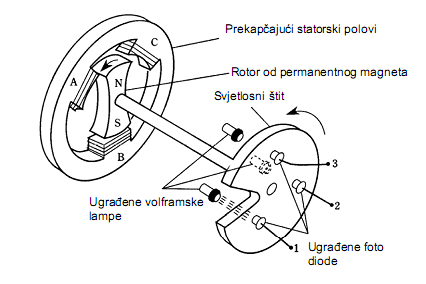 Prekapčajući statorski polovi
C
A
N
Rotor od permanentnog magneta
Svjetlosni štit
S
B
3
Ugrađene volframske
lampe
2
1
Ugrađene foto
diode